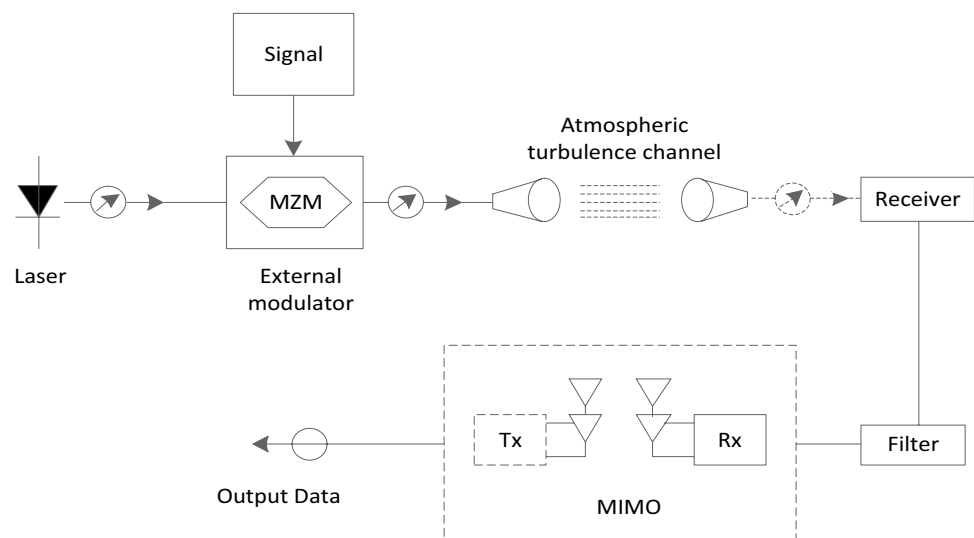 Signal
Atmospheric
turbulence channel
MZM
Receiver
Laser
External
modulator
Tx
Rx
Filter
Output Data
MIMO